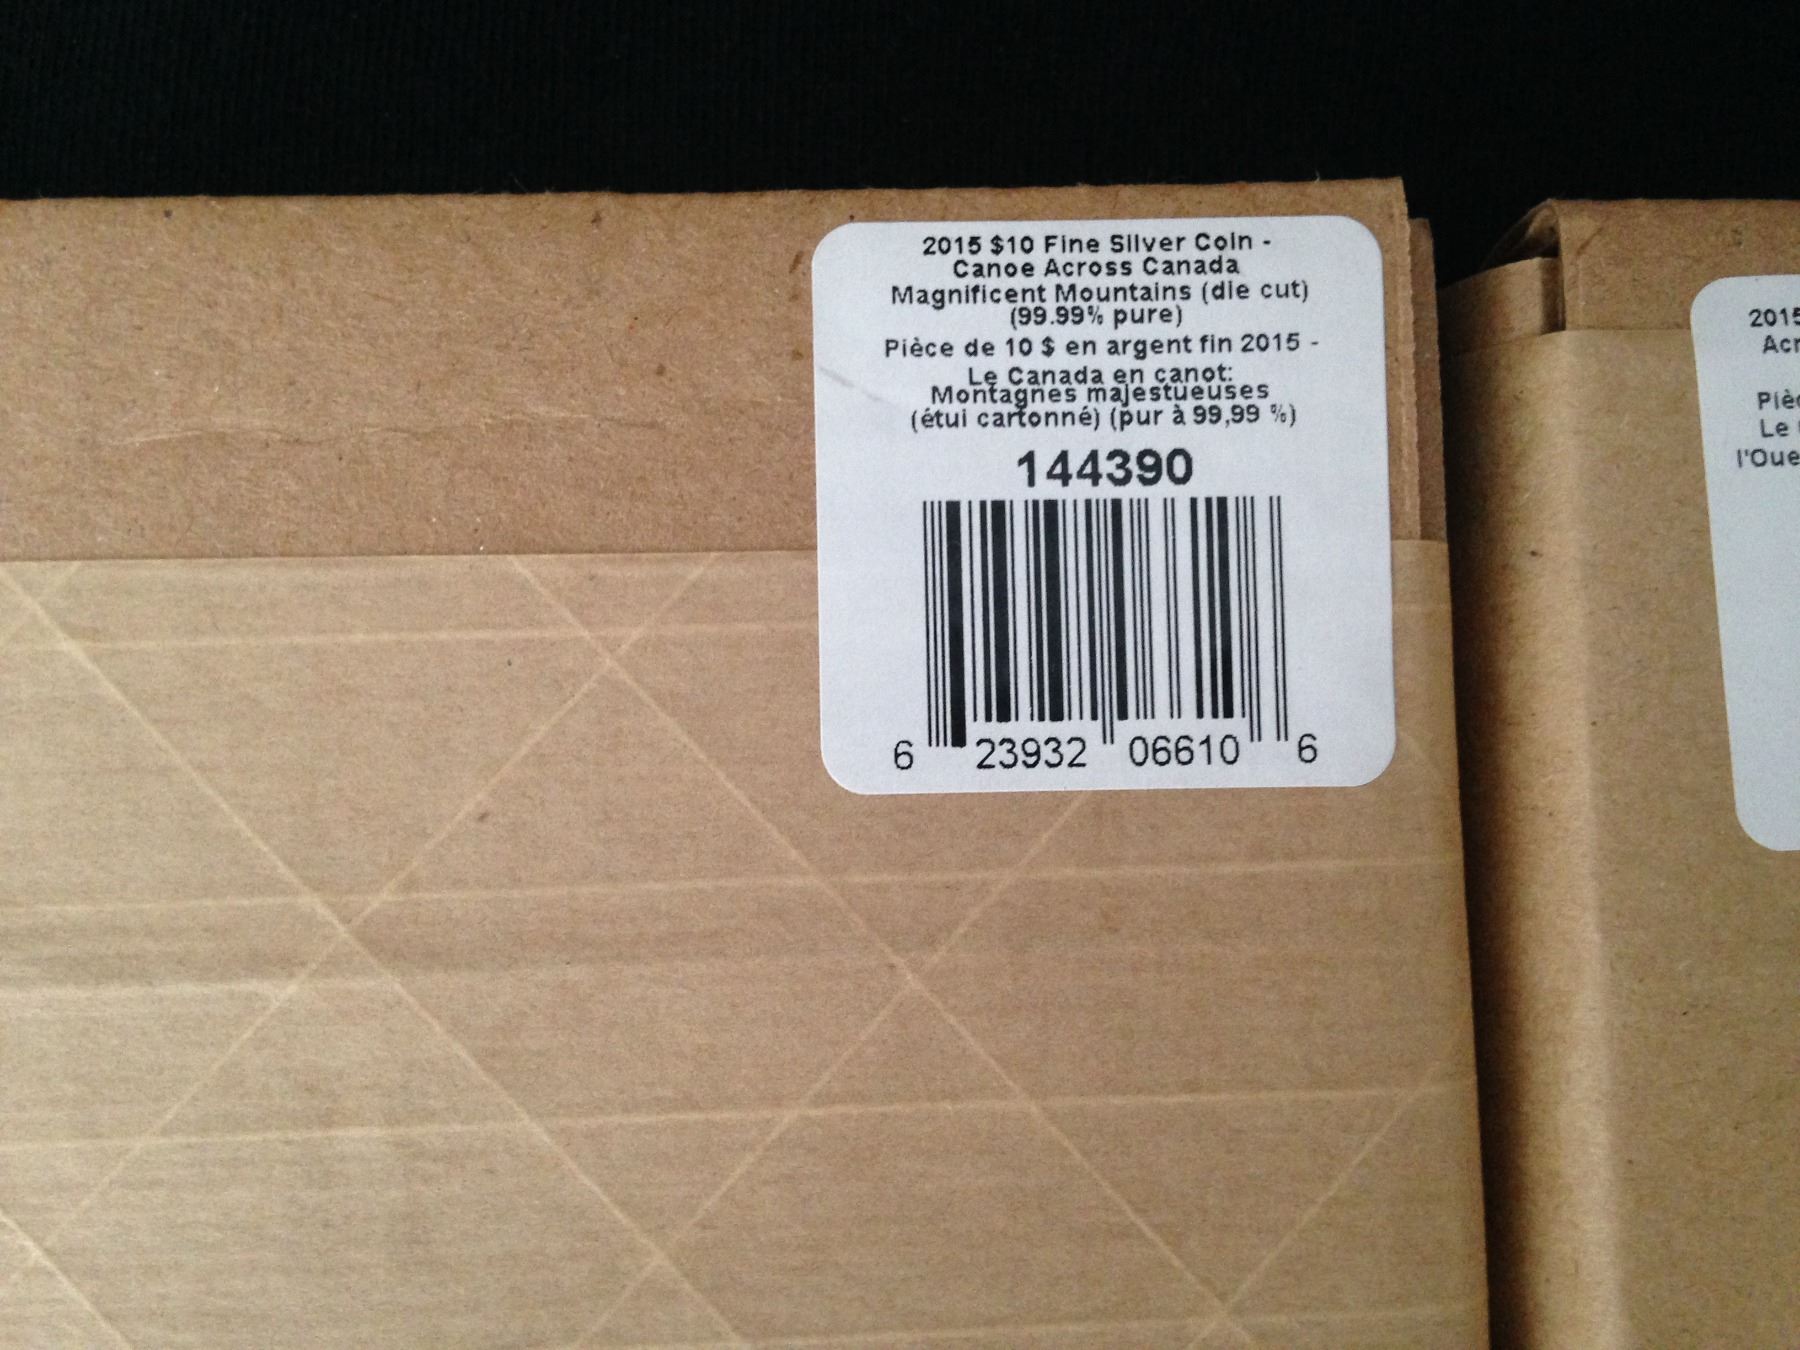 2015 $10 Fine Silver Coin -
Canoe Across Canada
Magnificent Mountains (die cut)
(99.99% pure)
Pièce de 10 $ en argent fin 2015 -
Le Canada en canot:
Montagnes majestueuses
(étui cartonné) (pur à 99,99 %)
144390
6 23932 06610 6
2015
Le
l'Oue